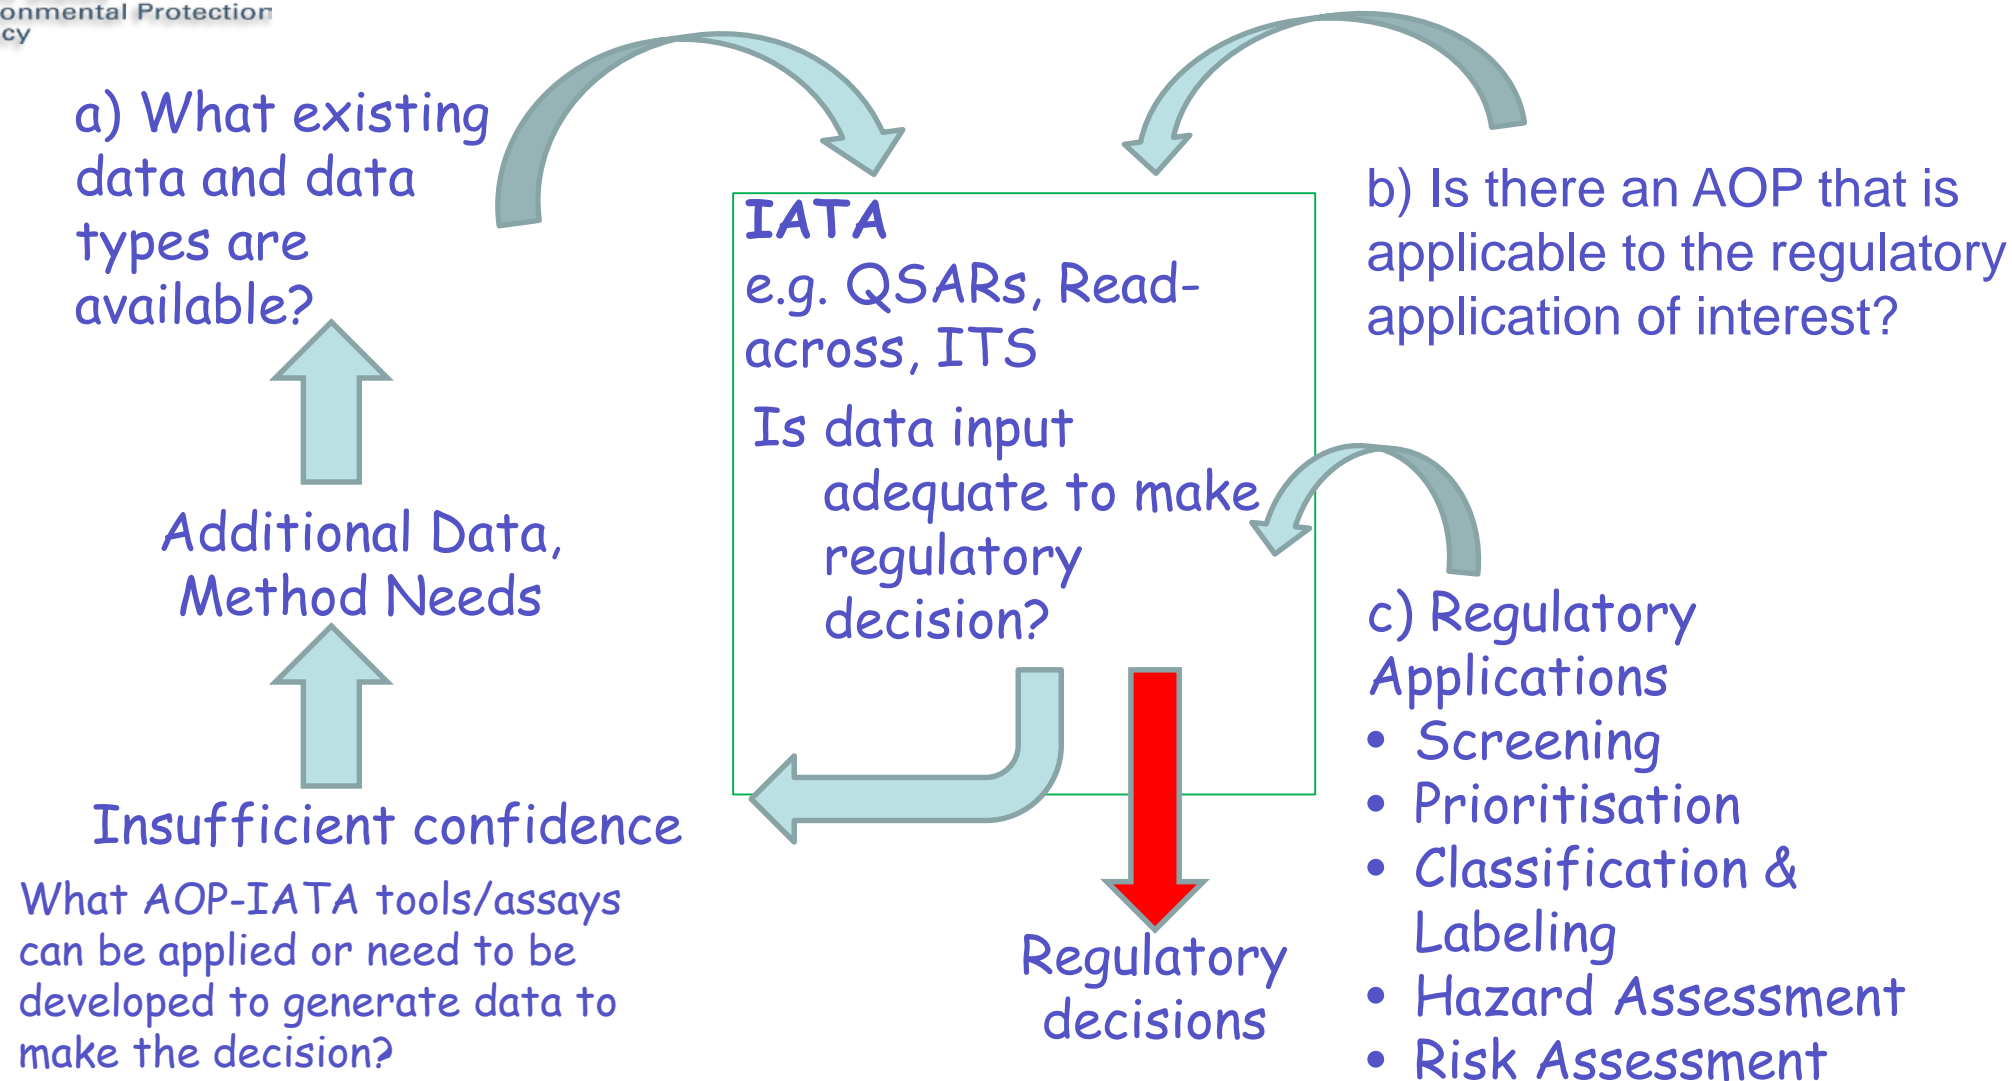 onmental Protection
cy
a) What existing
data and data
types are
available?
IATA
e.g. QSARs, Read-
across, ITS
Is data input
adequate to make
regulatory
decision?
b) Is there an AOP that is
applicable to the regulatory
application of interest?
Additional Data,
Method Needs
Insufficient confidence
What AOP-IATA tools/assays
can be applied or need to be
developed to generate data to
make the decision?
Regulatory
decisions
c) Regulatory
Applications
• Screening
• Prioritisation
• Classification &
Labeling
• Hazard Assessment
• Risk Assessment